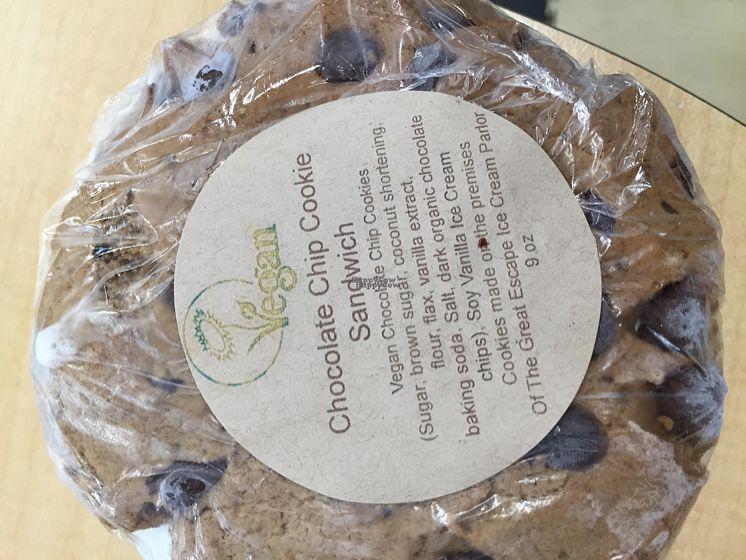 Vegan
Chocolate Chip Cookie
Sandwich
Vegan Chocolate Chip Cookies
(Sugar, brown sugar, coconut shortening,
flour, flax, vanilla extract,
baking soda, Salt, dark organic chocolate
chips), Soy Vanilla Ice Cream
Cookies made on the premises
Of The Great Escape Ice Cream Parlor
9 oz